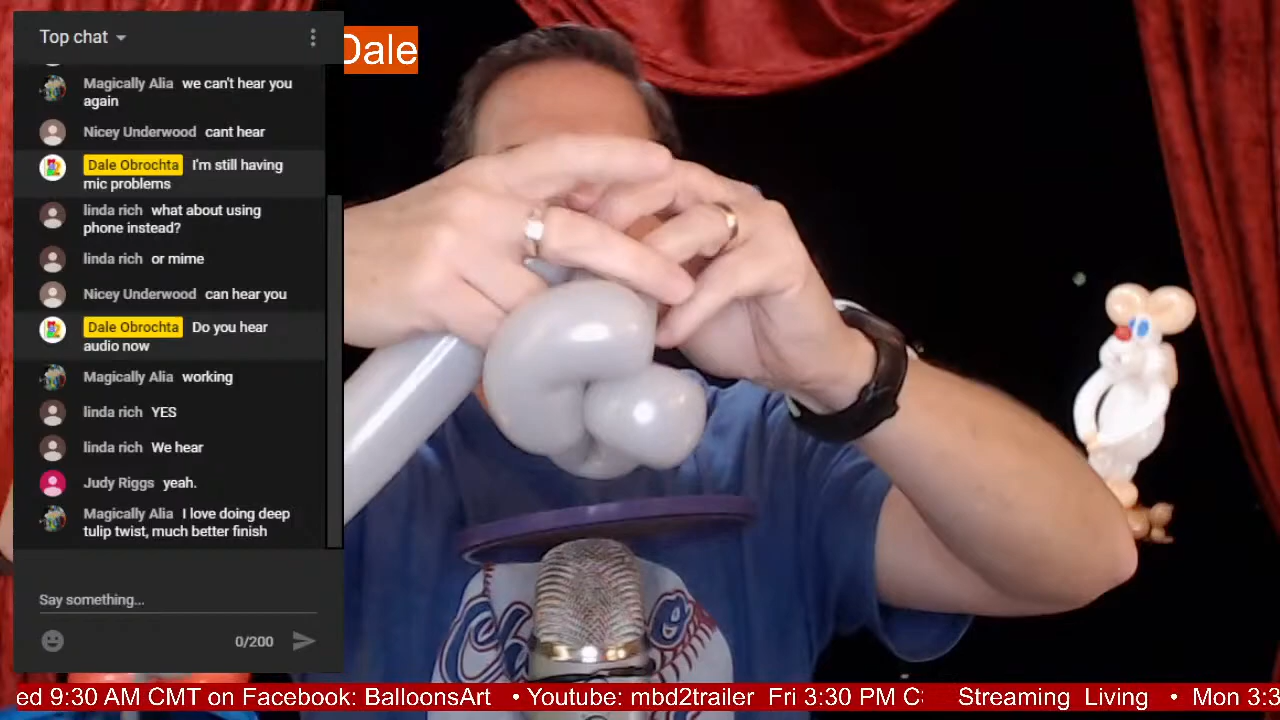 Top chat
Dale
Magically Alia we can't hear you
again
Nicey Underwood cant hear
Dale Obrochta I'm still having
mic problems
linda rich what about using
phone instead?
linda rich or mime
Nicey Underwood can hear you
Dale Obrochta Do you hear
audio now
Magically Alia working
linda rich YES
linda rich We hear
Judy Riggs yeah.
Magically Alia I love doing deep
tulip twist, much better finish
Say something...
0/200
ed 9:30 AM CMT on Facebook: BalloonsArt • Youtube: mbd2trailer Fri 3:30 PM C Streaming Living • Mon 3:3